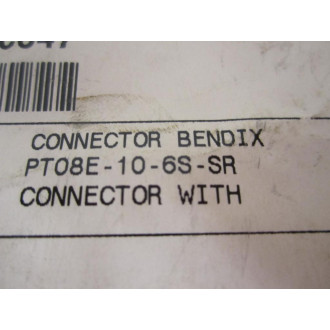 CONNECTOR BENDIX
PT08E-10-6S-SR
CONNECTOR WITH